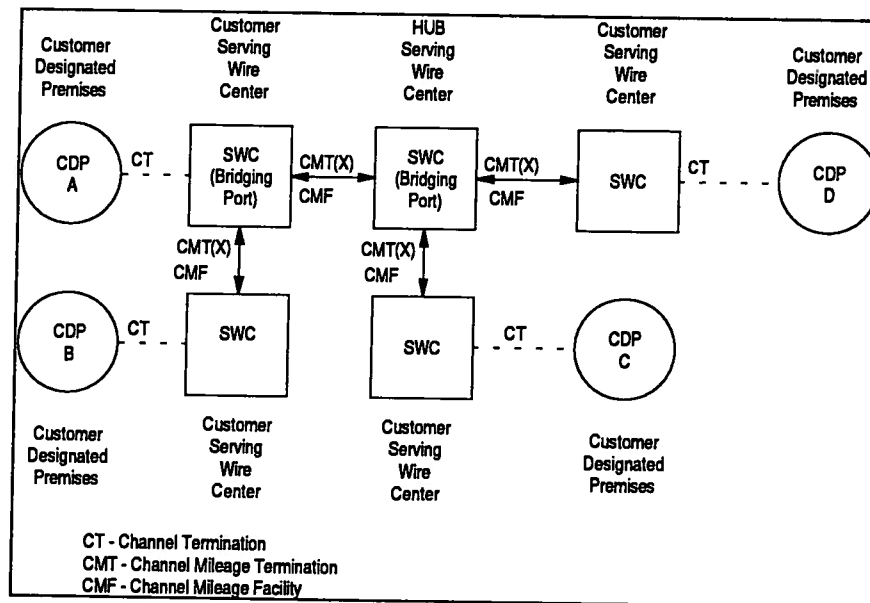 Customer
Designated
Premises
Customer
Serving
Wire
Center
HUB
Serving
Wire
Center
Customer
Serving
Wire
Center
Customer
Designated
Premises
CDP
A
CT
SWC
(Bridging
Port)
CMT(X)
CMF
SWC
(Bridging
Port)
CMT(X)
CMF
SWC
CT
CDP
D
CMT(X)
CMF
CMT(X)
CMF
CDP
B
CT
SWC
SWC
CT
CDP
C
Customer
Designated
Premises
Customer
Serving
Wire
Center
Customer
Serving
Wire
Center
Customer
Designated
Premises
CT - Channel Termination
CMT - Channel Mileage Termination
CMF - Channel Mileage Facility